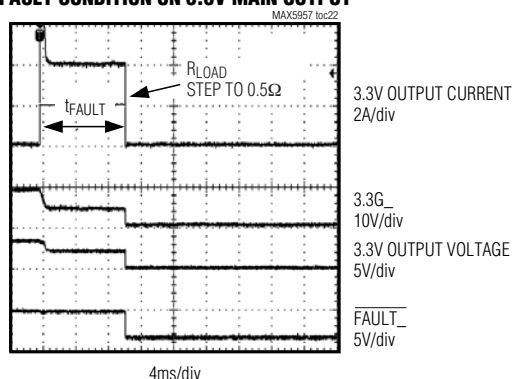 FAULT CONDITION ON 3.3V MAIN OUTPUT
MAX5957 toc22
RLOAD
STEP TO 0.5Ω
tFAULT
3.3V OUTPUT CURRENT
2A/div
3.3G_
10V/div
3.3V OUTPUT VOLTAGE
5V/div
FAULT_
5V/div
4ms/div